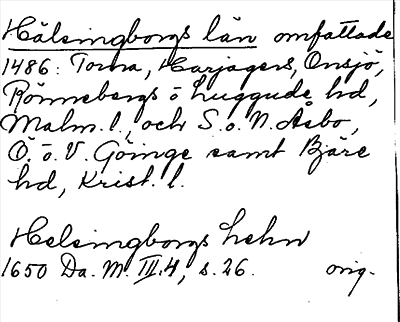 Hälsingborgs län omfattade
1486: Torna, Harjagers, Onsjö,
Rönnebergs o Luggude hd,
Malm. l., och S. o. N. Åsbo,
Ö. o. V. Göinge samt Bjäre
hd, Krist. l.
Helsingborgs lehn
1650 Da. M. III.4, s. 26. orig.